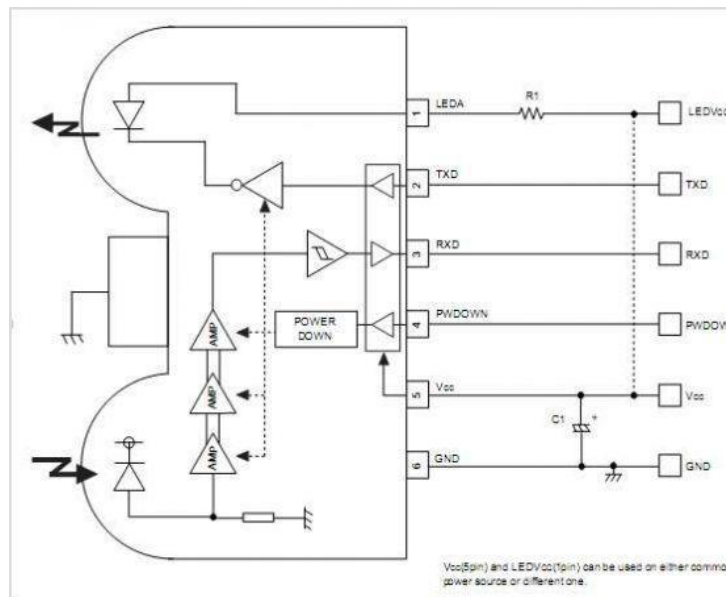 R1
1
LEDA
LEDVcc
2
TXD
TXD
3
RXD
RXD
AMP
AMP
AMP
POWER
DOWN
4
PWDOWN
PWDOW
5
Vcc
Vcc
C1
+
6
GND
GND
Vcc(5pin) and LEDVcc(1pin) can be used on either commo
power source or different one.